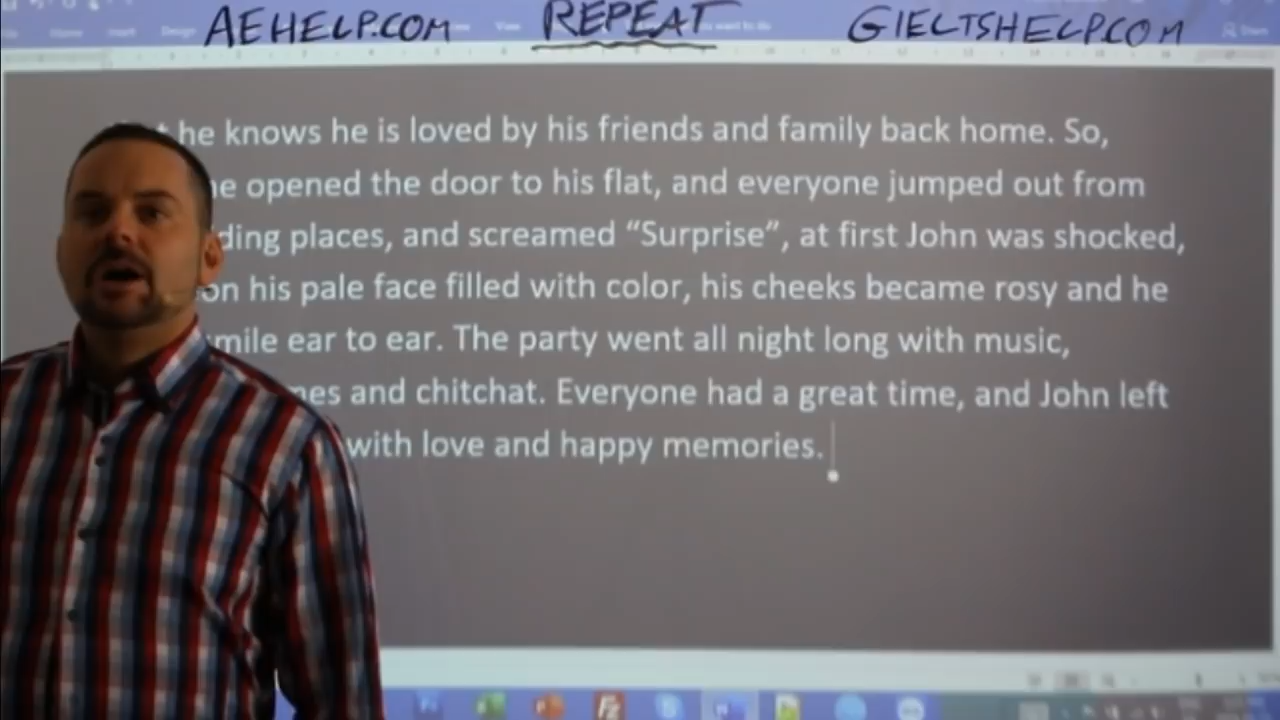 AEHELP.COM REPEAT GIELTSHELP.COM
he knows he is loved by his friends and family back home. So,
he opened the door to his flat, and everyone jumped out from
ding places, and screamed “Surprise”, at first John was shocked,
on his pale face filled with color, his cheeks became rosy and he
mile ear to ear. The party went all night long with music,
mes and chitchat. Everyone had a great time, and John left
with love and happy memories.